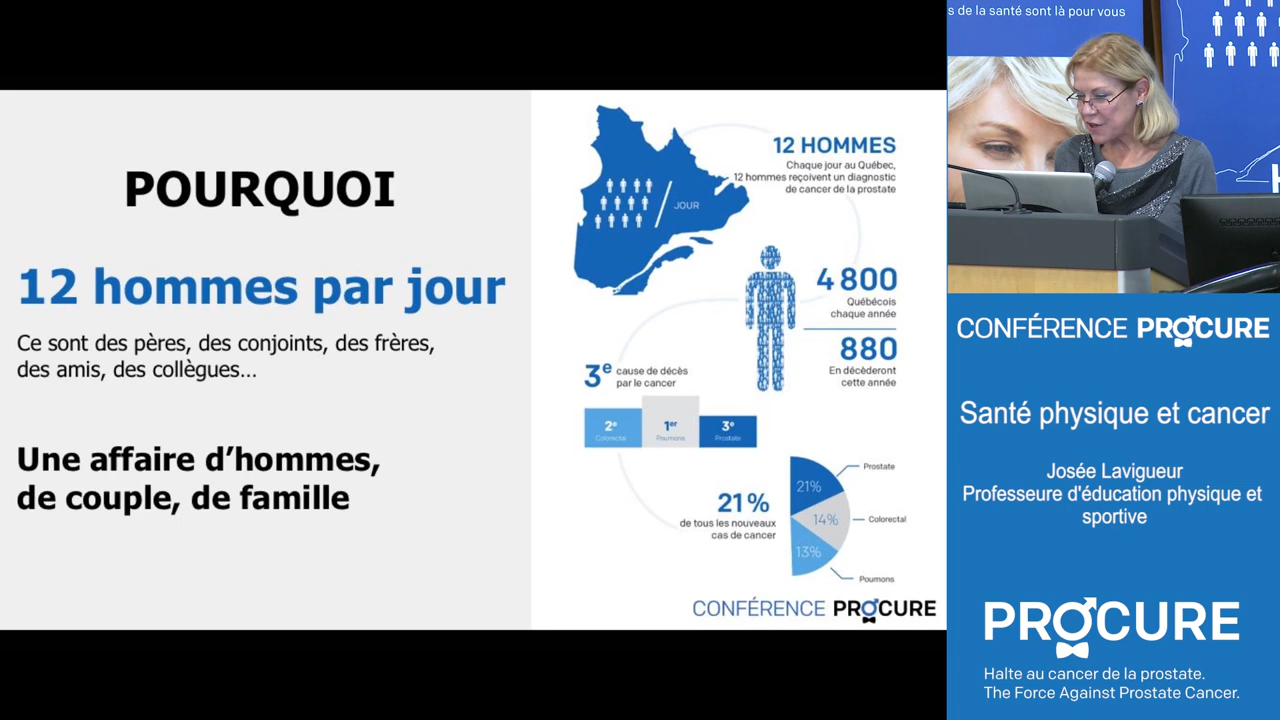 POURQUOI
12 hommes par jour
Ce sont des pères, des conjoints, des frères,
des amis, des collègues...
Une affaire d'hommes,
de couple, de famille
12 HOMMES
Chaque jour au Québec,
12 hommes reçoivent un diagnostic
de cancer de la prostate
/ JOUR
4 800
Québécois
chaque année
880
En décèderont
cette année
3e cause de décès
par le cancer
2e
Colorectal
1er
Poumons
3e
Prostate
21 %
de tous les nouveaux
cas de cancer
21%
Prostate
14%
Colorectal
13%
Poumons
CONFÉRENCE PROCURE
s de la santé sont là pour vous
CONFÉRENCE PROCURE
Santé physique et cancer
Josée Lavigueur
Professeure d'éducation physique et
sportive
PROCURE
Halte au cancer de la prostate.
The Force Against Prostate Cancer.